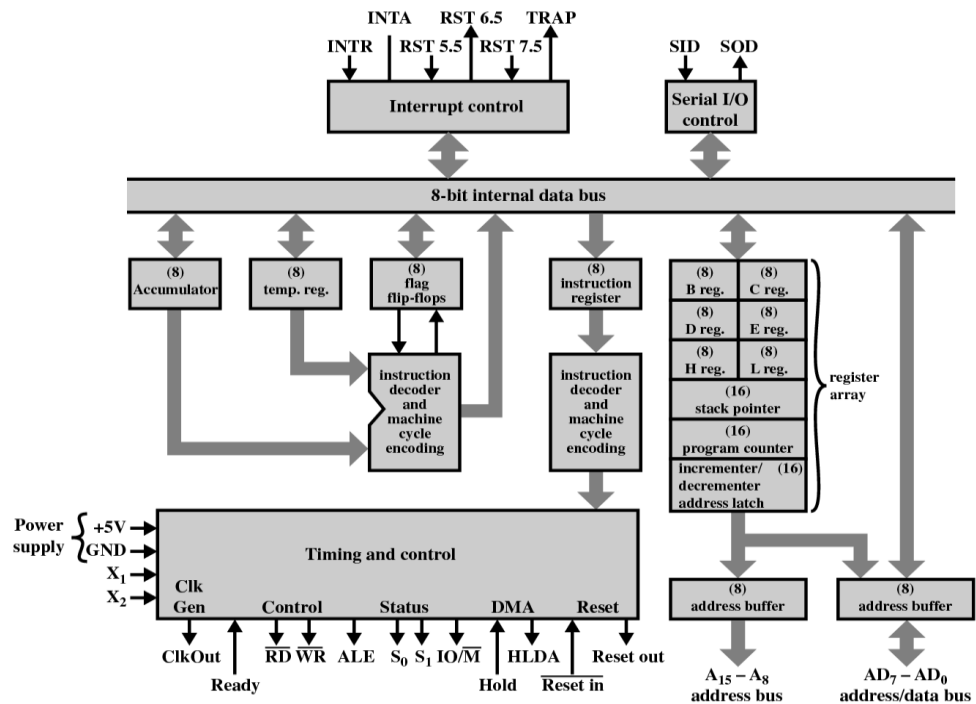 INTA RST 6.5 TRAP
INTR RST 5.5 RST 7.5 SID SOD
Interrupt control
Serial I/O
control
8-bit internal data bus
(8)
Accumulator
(8)
temp. reg.
(8)
flag
flip-flops
(8)
instruction
register
(8)
B reg.
(8)
C reg.
(8)
D reg.
(8)
E reg.
(8)
H reg.
(8)
L reg.
(16)
stack pointer
(16)
program counter
incrementer/ (16)
decrementer
address latch
register
array
instruction
decoder
and
machine
cycle
encoding
instruction
decoder
and
machine
cycle
encoding
Power
supply
+5V
GND
X₁
X₂
Timing and control
Clk
Gen Control Status DMA Reset
ClkOut R̅D̅ W̅R̅ ALE S₀ S₁ IO/M̅ HLDA Reset out
Ready Hold R̅e̅s̅e̅t̅ i̅n̅
(8)
address buffer
(8)
address buffer
A₁₅ – A₈
address bus
AD₇ – AD₀
address/data bus